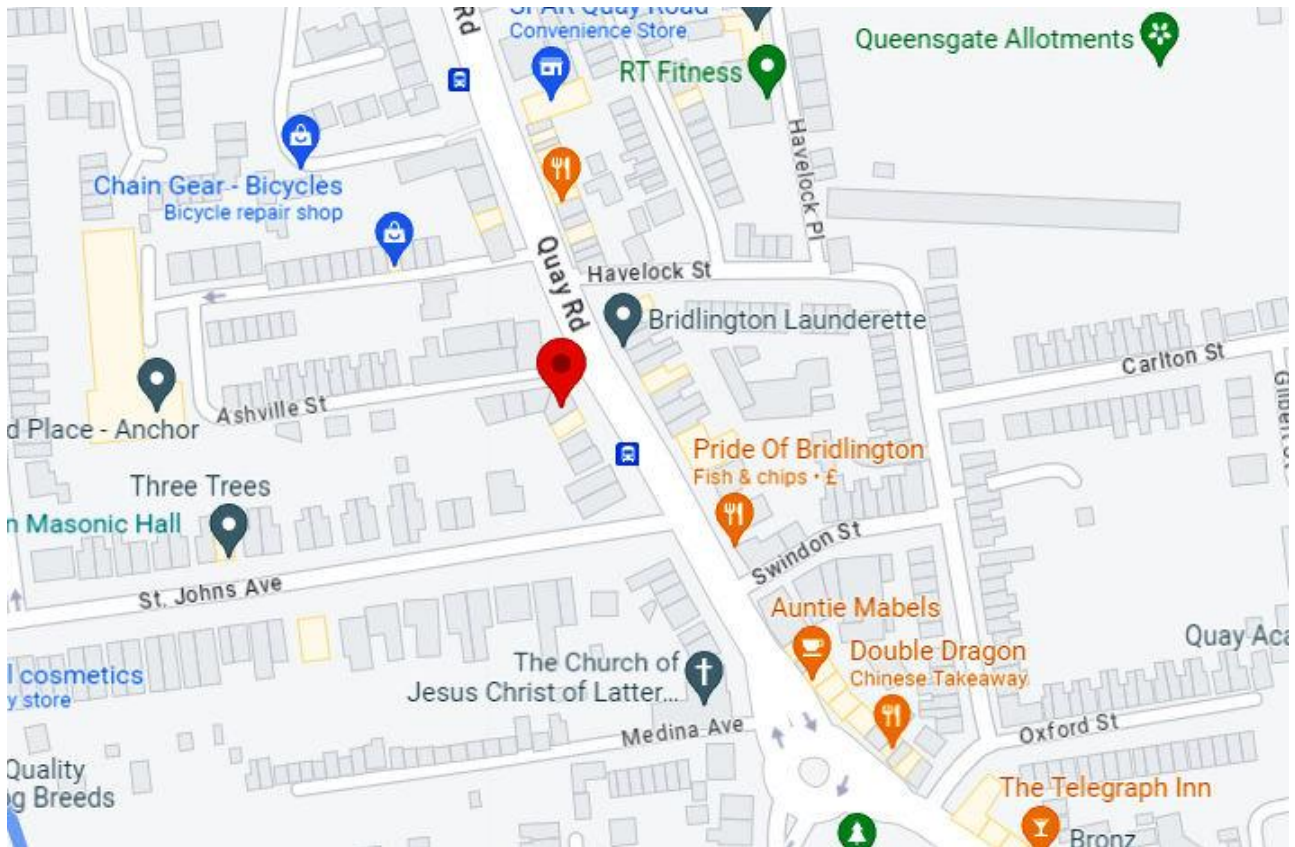 Rd
SPAR Quay Road
Convenience Store
RT Fitness
Queensgate Allotments
Havelock Pl
Chain Gear - Bicycles
Bicycle repair shop
Quay Rd
Havelock St
Bridlington Launderette
Carlton St
Ashville St
d Place - Anchor
Pride Of Bridlington
Fish & chips • £
Three Trees
n Masonic Hall
Swindon St
St. Johns Ave
Auntie Mabels
Double Dragon
Chinese Takeaway
Quay Aca
The Church of
Jesus Christ of Latter...
l cosmetics
y store
Medina Ave
Oxford St
Quality
og Breeds
The Telegraph Inn
Bronz